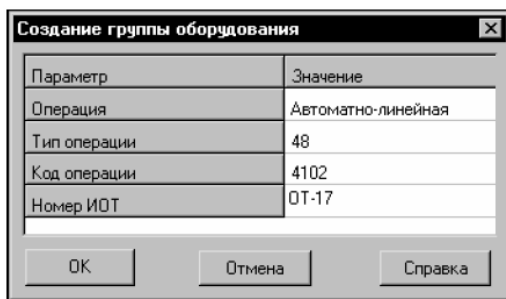 Создание группы оборудования
Параметр Значение
Операция Автоматно-линейная
Тип операции 48
Код операции 4102
Номер ИОТ ОТ-17
OK Отмена Справка